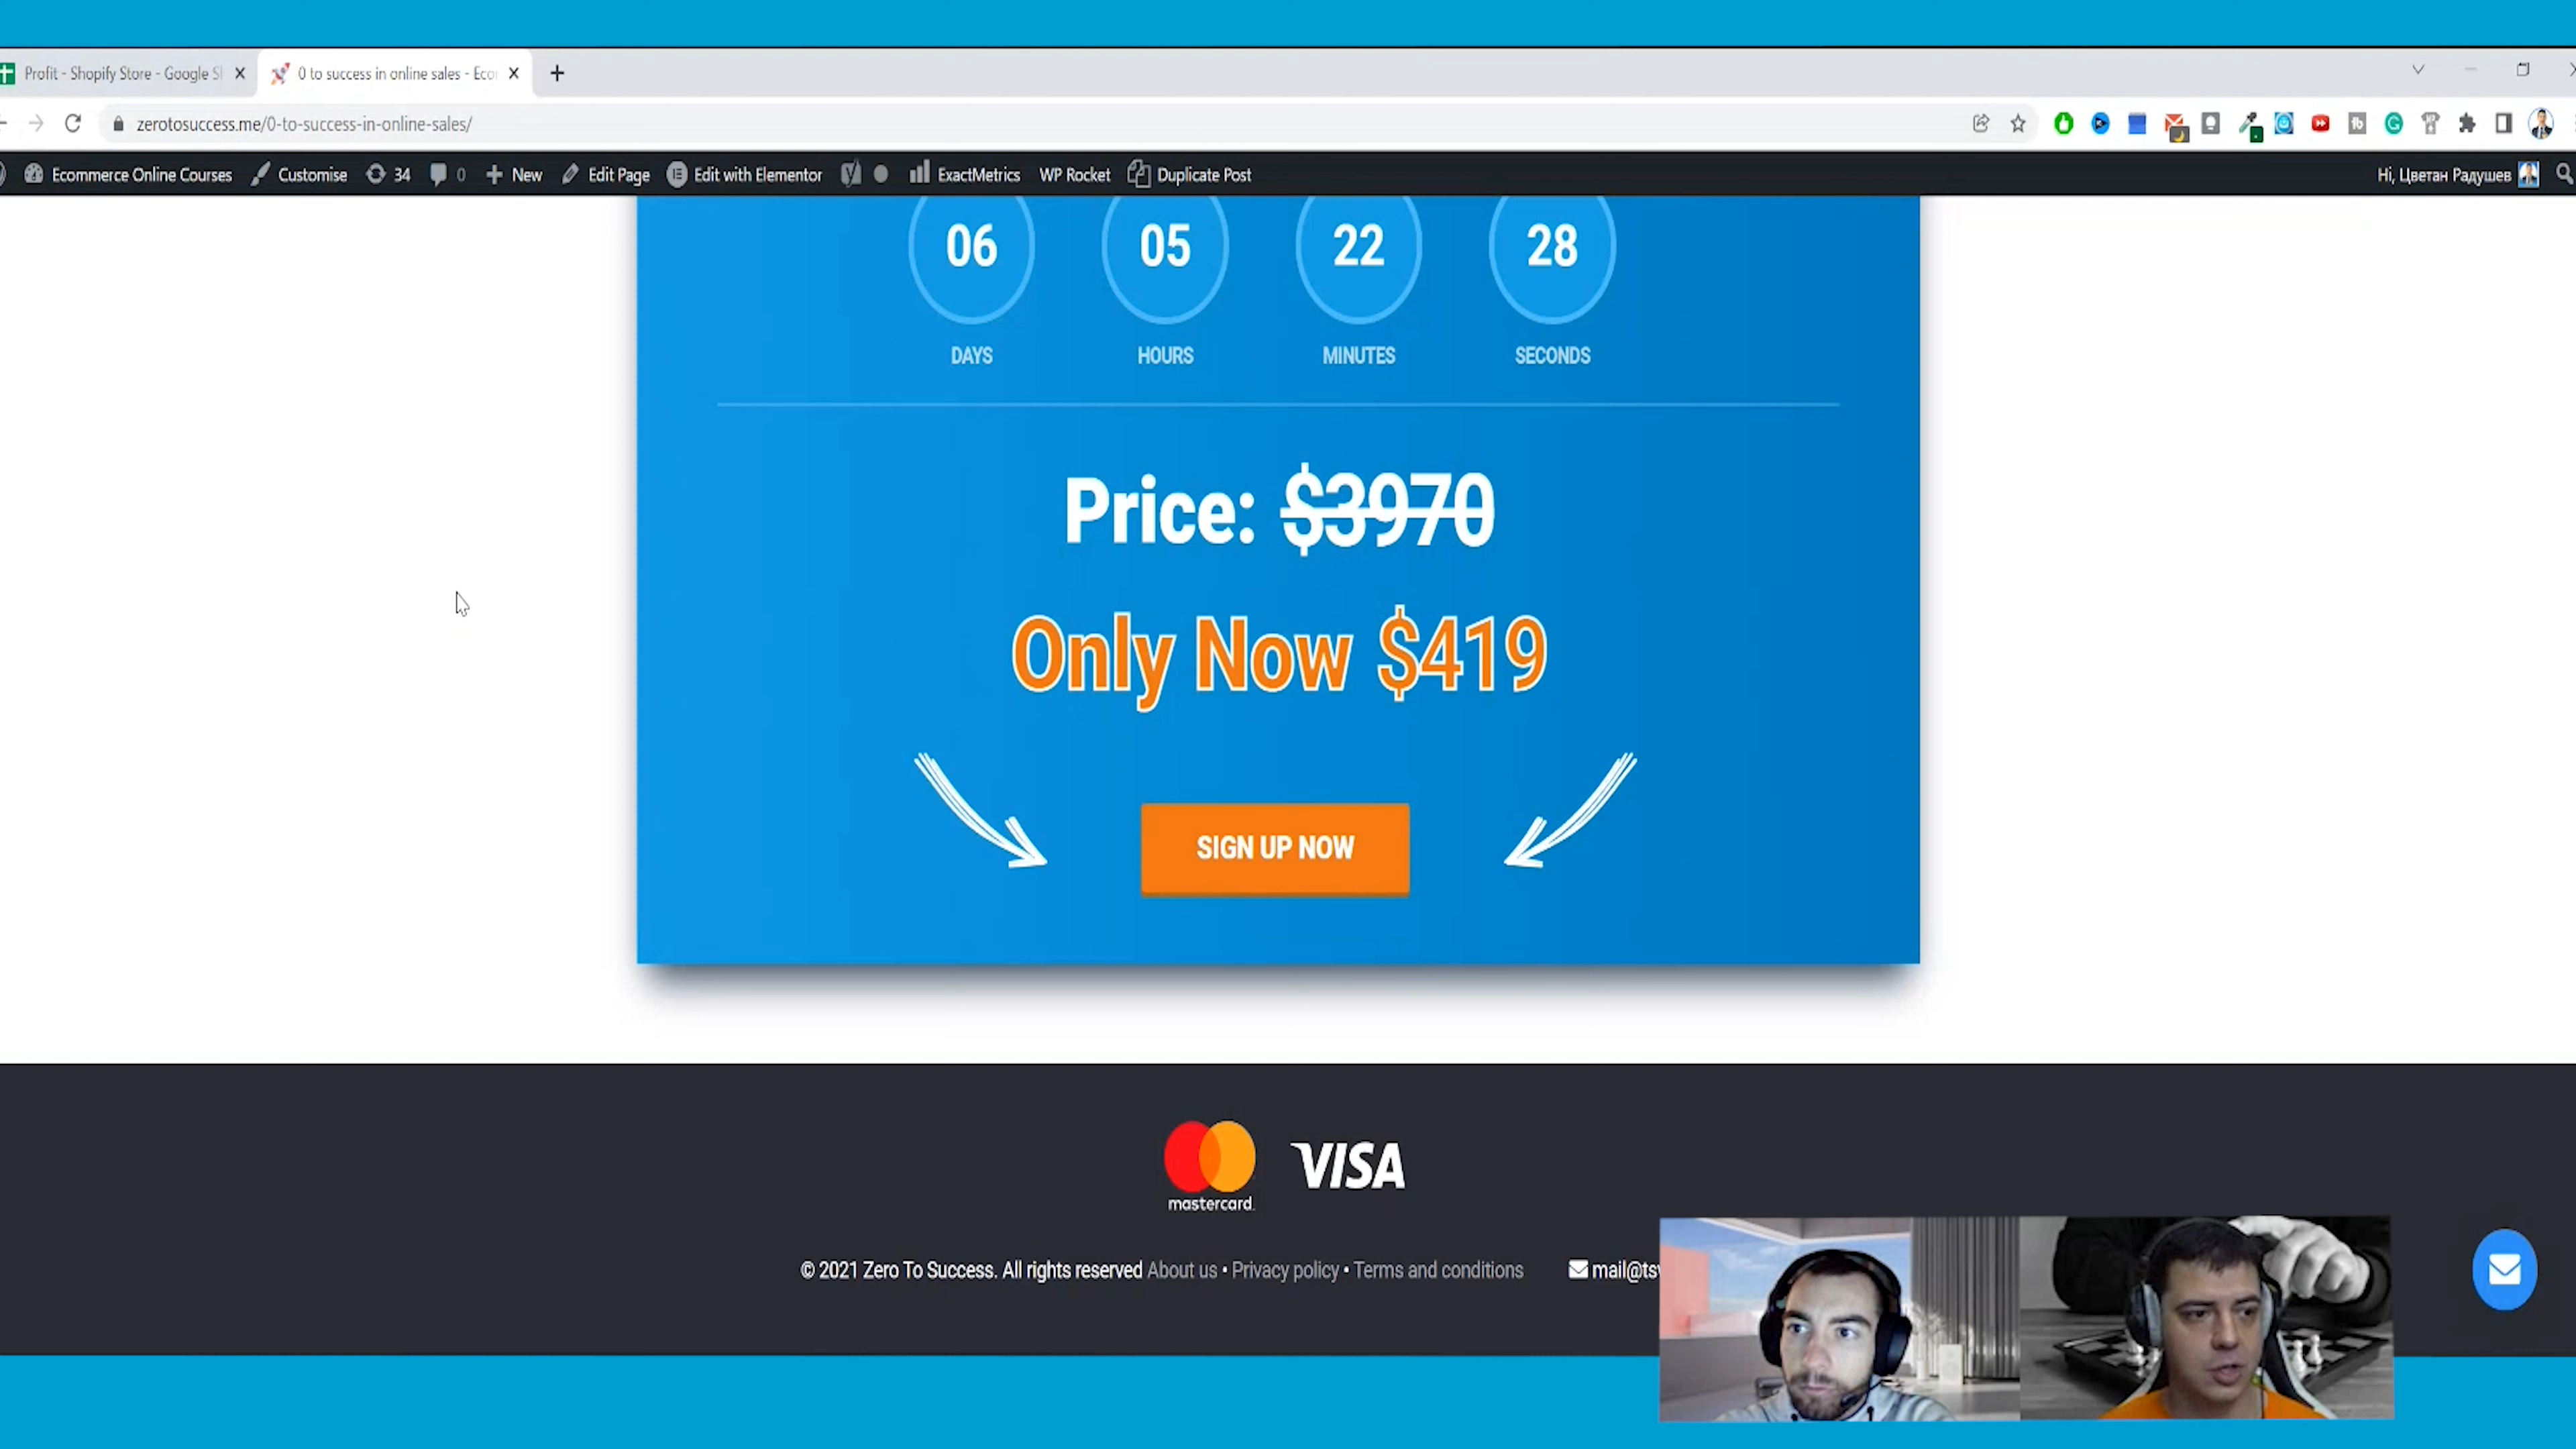 Profit - Shopify Store - Google S
0 to success in online sales - Eco
zerotosuccess.me/0-to-success-in-online-sales/
Ecommerce Online Courses Customise 34 0 New Edit Page Edit with Elementor ExactMetrics WP Rocket Duplicate Post Hi, Цветан Радушев
06 05 22 28
DAYS HOURS MINUTES SECONDS
Price: $3970
Only Now $419
SIGN UP NOW
mastercard. VISA
© 2021 Zero To Success. All rights reserved About us • Privacy policy • Terms and conditions mail@ts